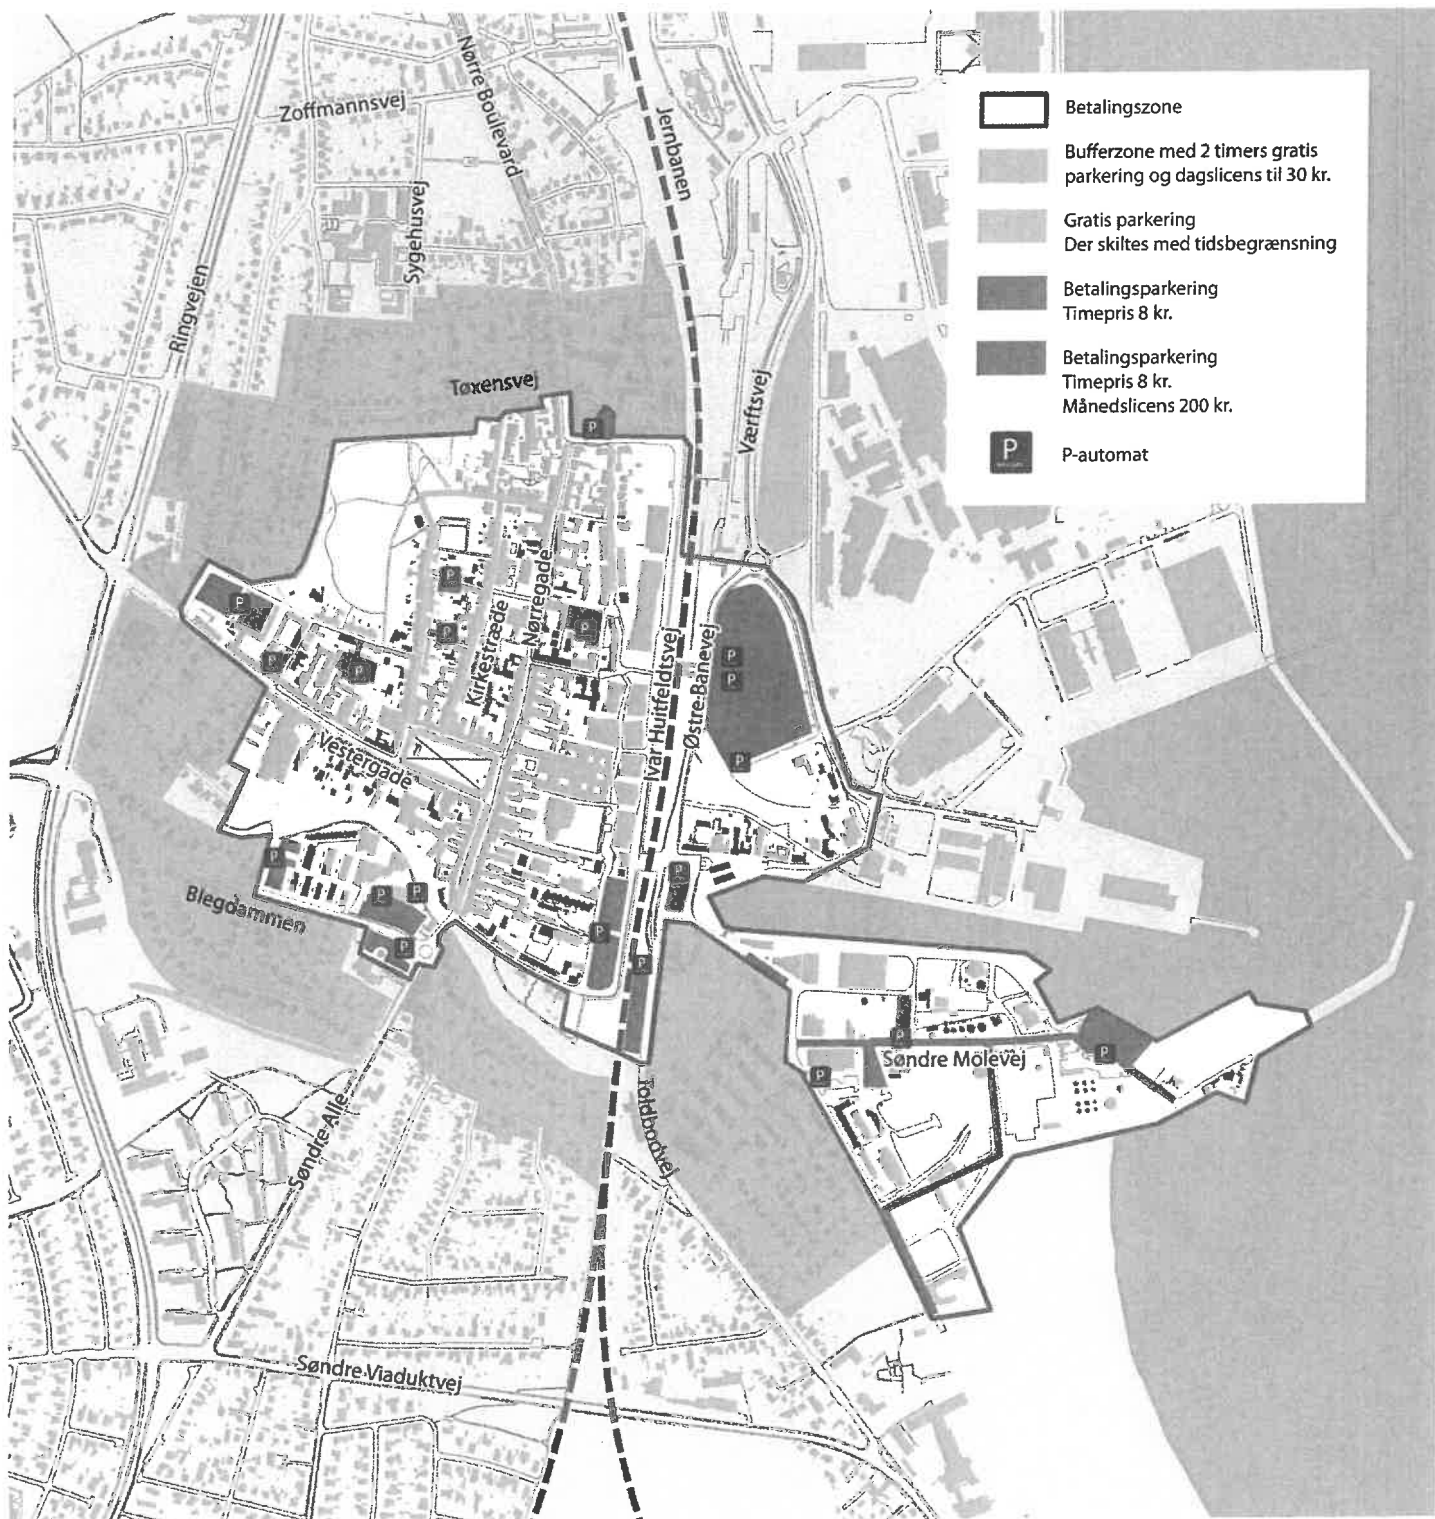 Betalingszone
Bufferzone med 2 timers gratis
parkering og dagslicens til 30 kr.
Gratis parkering
Der skiltes med tidsbegrænsning
Betalingsparkering
Timepris 8 kr.
Betalingsparkering
Timepris 8 kr.
Månedslicens 200 kr.
P
P-automat
Nørre Boulevard
Zoffmannsvej
Jernbanen
Sygehusvej
Ringvejen
Tøxensvej
Værftsvej
P
P
P
P
P
P
P
Nørregade
Kirkestræde
Ivar Huitfeldtsvej
Østre Banevej
P
P
P
Vestergade
P
P
P
P
P
Blegdammen
P
P
P
P
P
Søndre Molevej
Søndre Alle
Toldbodvej
Søndre Viaduktvej